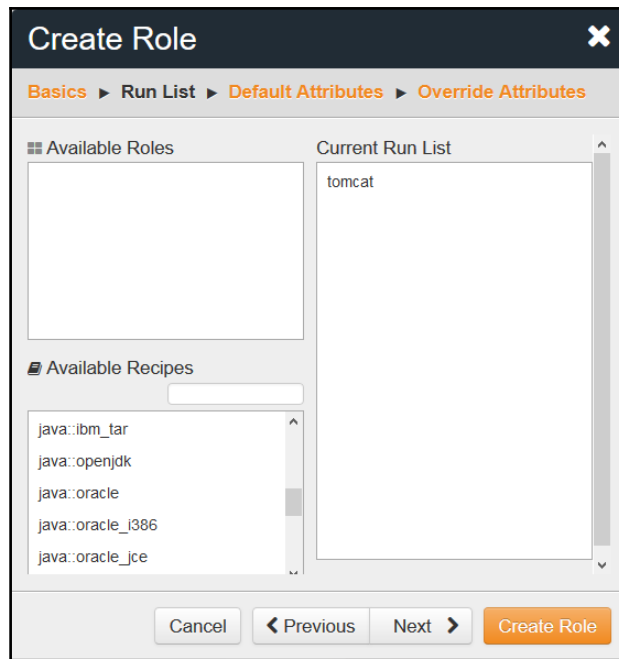 Create Role
Basics ▸ Run List ▸ Default Attributes ▸ Override Attributes
Available Roles
Current Run List
tomcat
Available Recipes
java::ibm_tar
java::openjdk
java::oracle
java::oracle_i386
java::oracle_jce
Cancel
Previous
Next
Create Role